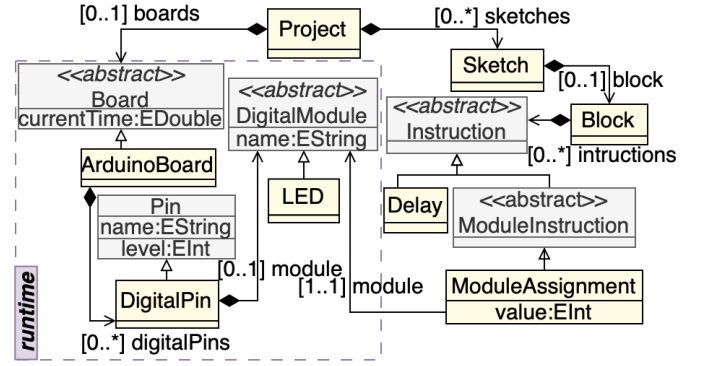 [0..1] boards
Project
[0..*] sketches
<<abstract>>
Board
currentTime:EDouble
<<abstract>>
DigitalModule
name:EString
Sketch
[0..1] block
<<abstract>>
Instruction
Block
[0..*] intructions
ArduinoBoard
LED
Delay
<<abstract>>
ModuleInstruction
Pin
name:EString
level:EInt
[0..1] module
[1..1] module
DigitalPin
ModuleAssignment
value:EInt
[0..*] digitalPins
runtime